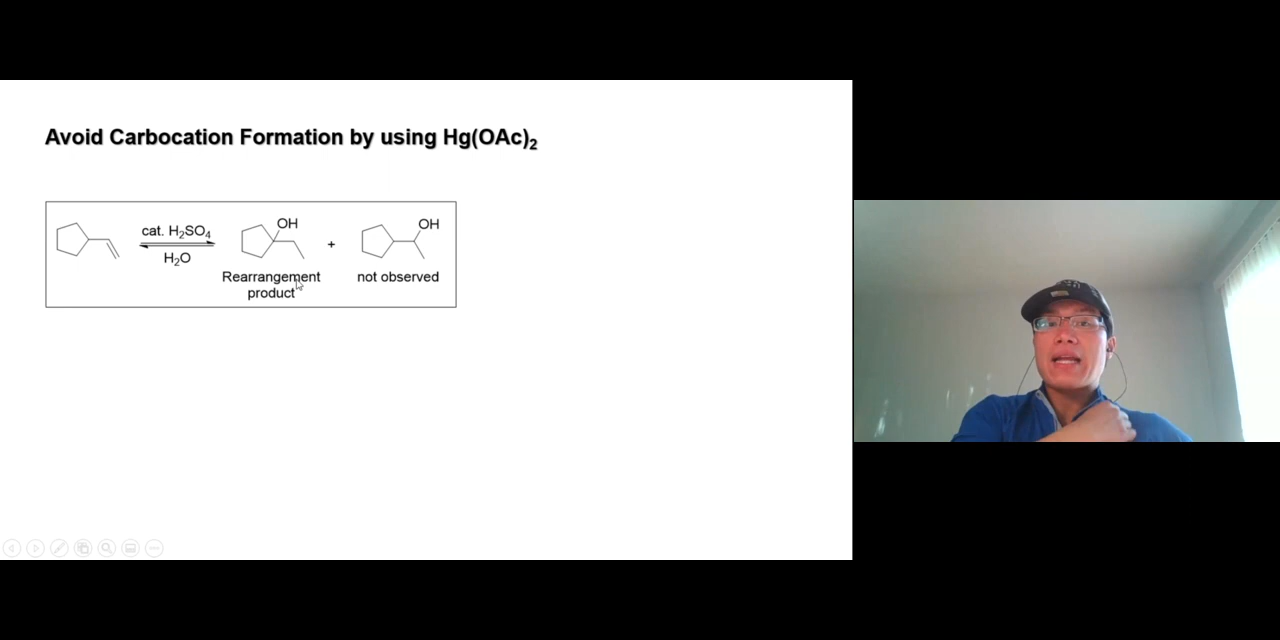 Avoid Carbocation Formation by using Hg(OAc)₂
cat. H₂SO₄
H₂O
OH
+
OH
Rearrangement
product
not observed